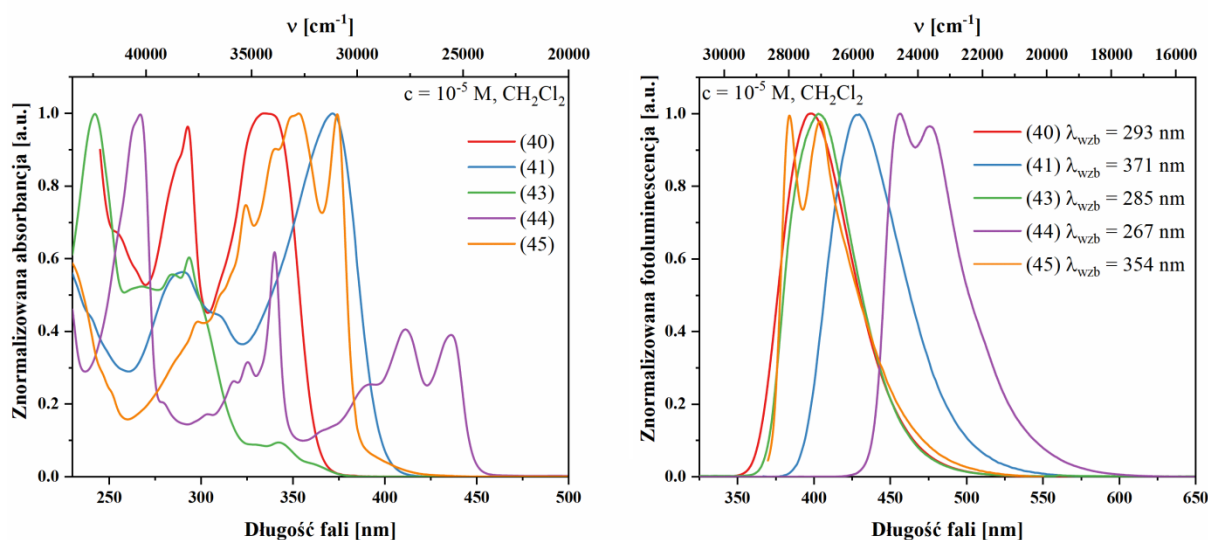 ν [cm⁻¹]
40000 35000 30000 25000 20000
c = 10⁻⁵ M, CH₂Cl₂
(40)
(41)
(43)
(44)
(45)
Znormalizowana absorbancja [a.u.]
1.0
0.8
0.6
0.4
0.2
0.0
250 300 350 400 450 500
Długość fali [nm]
ν [cm⁻¹]
30000 28000 26000 24000 22000 20000 18000 16000
c = 10⁻⁵ M, CH₂Cl₂
(40) λwzb = 293 nm
(41) λwzb = 371 nm
(43) λwzb = 285 nm
(44) λwzb = 267 nm
(45) λwzb = 354 nm
Znormalizowana fotoluminescencja [a.u.]
1.0
0.8
0.6
0.4
0.2
0.0
350 400 450 500 550 600 650
Długość fali [nm]